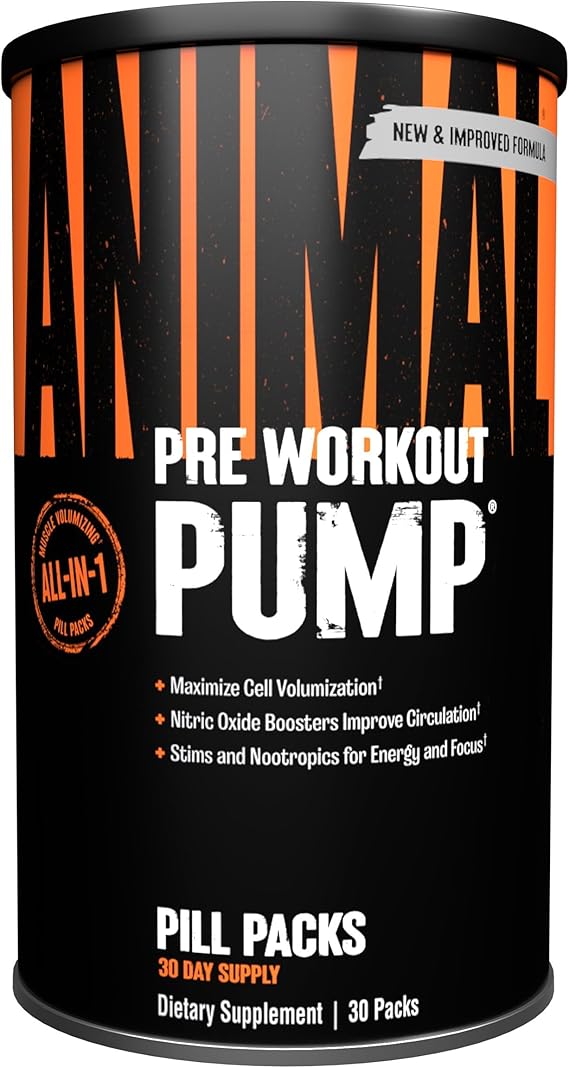 ANIMAL
NEW & IMPROVED FORMULA
PRE WORKOUT
PUMP®
MUSCLE VOLUMIZING†
ALL-IN-1
PILL PACKS
+ Maximize Cell Volumization†
+ Nitric Oxide Boosters Improve Circulation†
+ Stims and Nootropics for Energy and Focus†
PILL PACKS
30 DAY SUPPLY
Dietary Supplement | 30 Packs